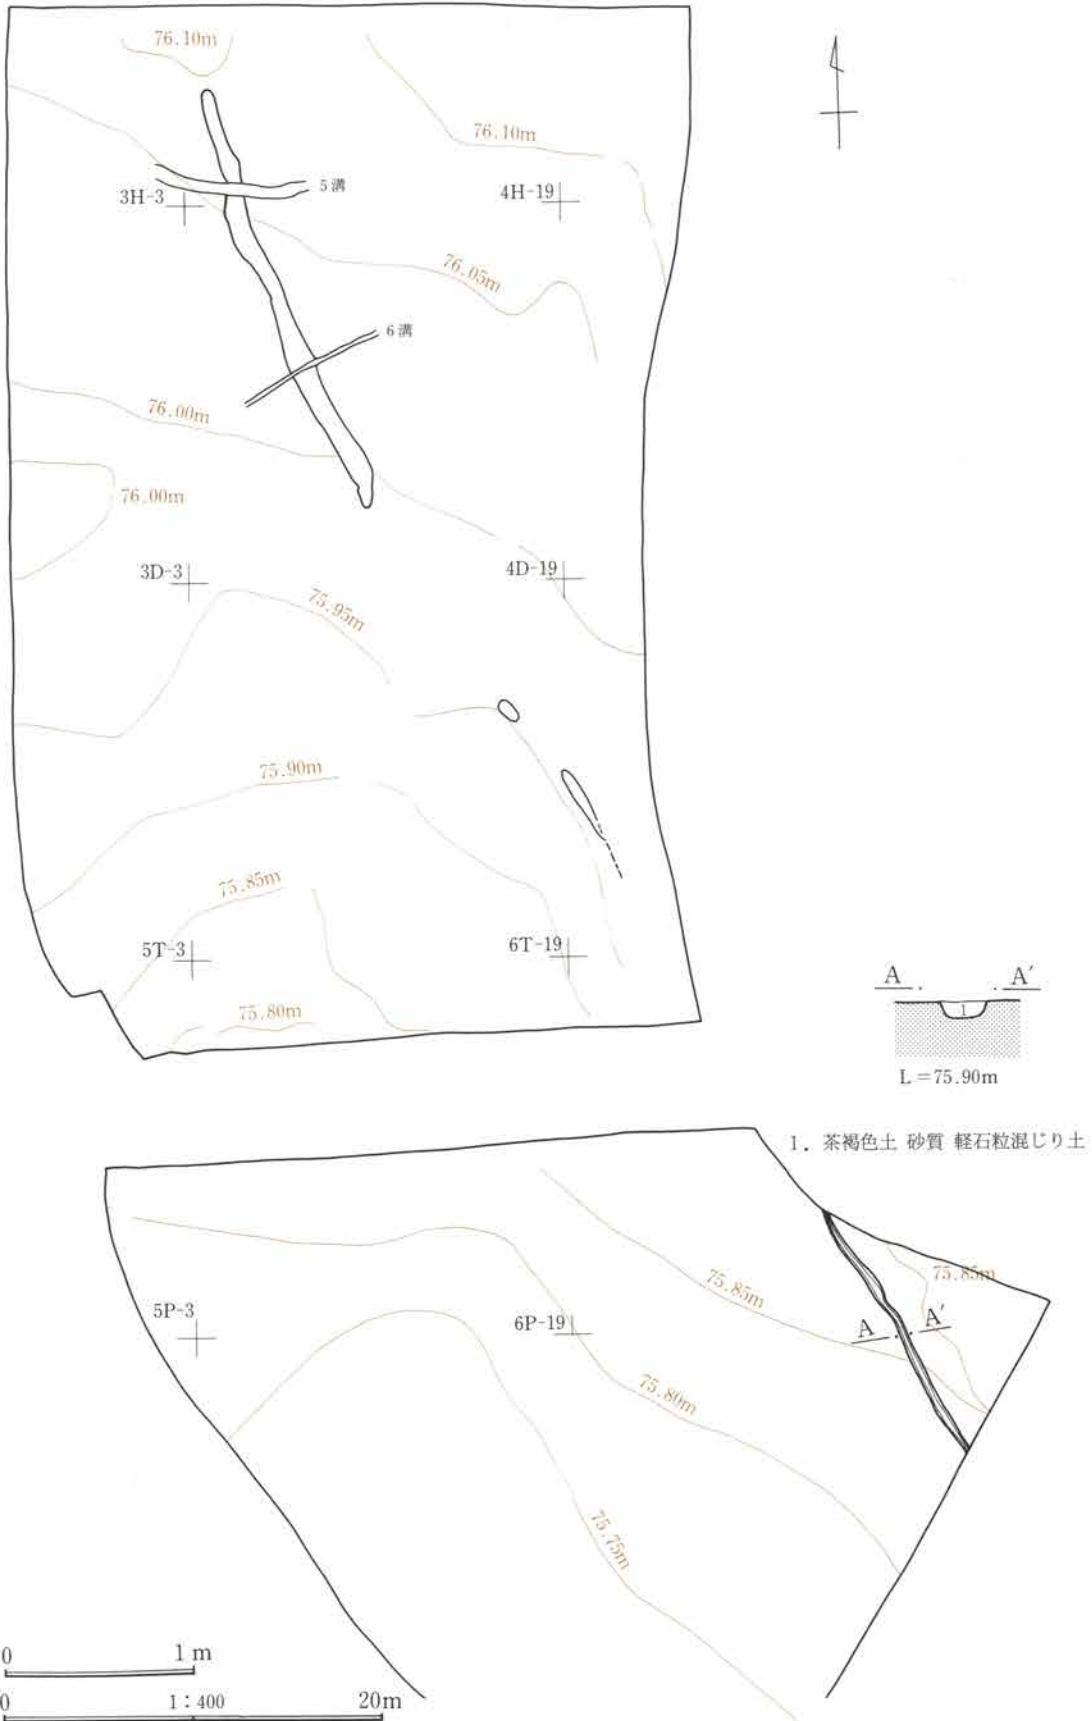 76.10m
76.10m
5溝
3H-3
4H-19
76.05m
6溝
76.00m
76.00m
3D-3
4D-19
75.95m
75.90m
75.85m
5T-3
6T-19
75.80m
A A′
1
L=75.90m
1. 茶褐色土 砂質 軽石粒混じり土
75.85m
75.85m
5P-3
6P-19
A A′
75.80m
75.75m
0 1m
0 1:400 20m